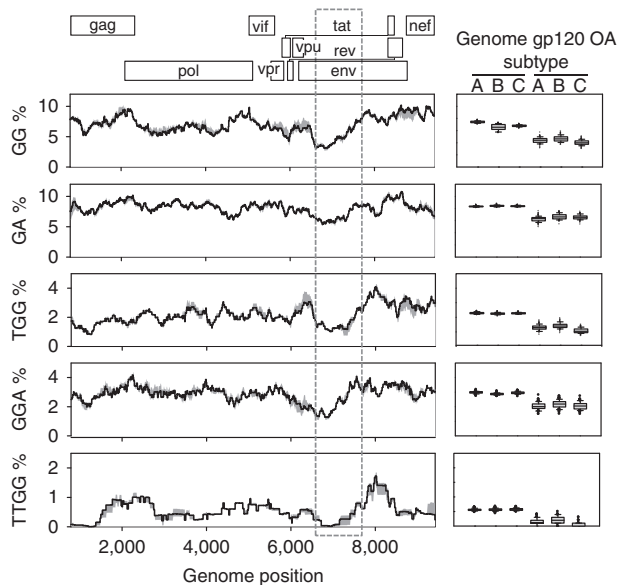 gag vif tat nef
vpu rev
pol vpr env
Genome gp120 OA
subtype
A B C A B C
GG %
10
5
0
GA %
10
5
0
TGG %
4
2
0
GGA %
4
2
0
TTGG %
2
1
0
2,000 4,000 6,000 8,000
Genome position